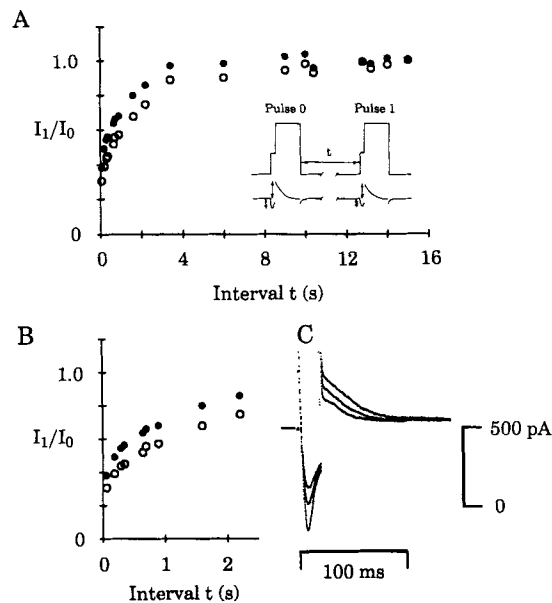 A
1.0
I₁/I₀
0
Pulse 0
Pulse 1
t
0
4
8
12
16
Interval t (s)
B
1.0
I₁/I₀
0
0
1
2
Interval t (s)
C
500 pA
0
100 ms